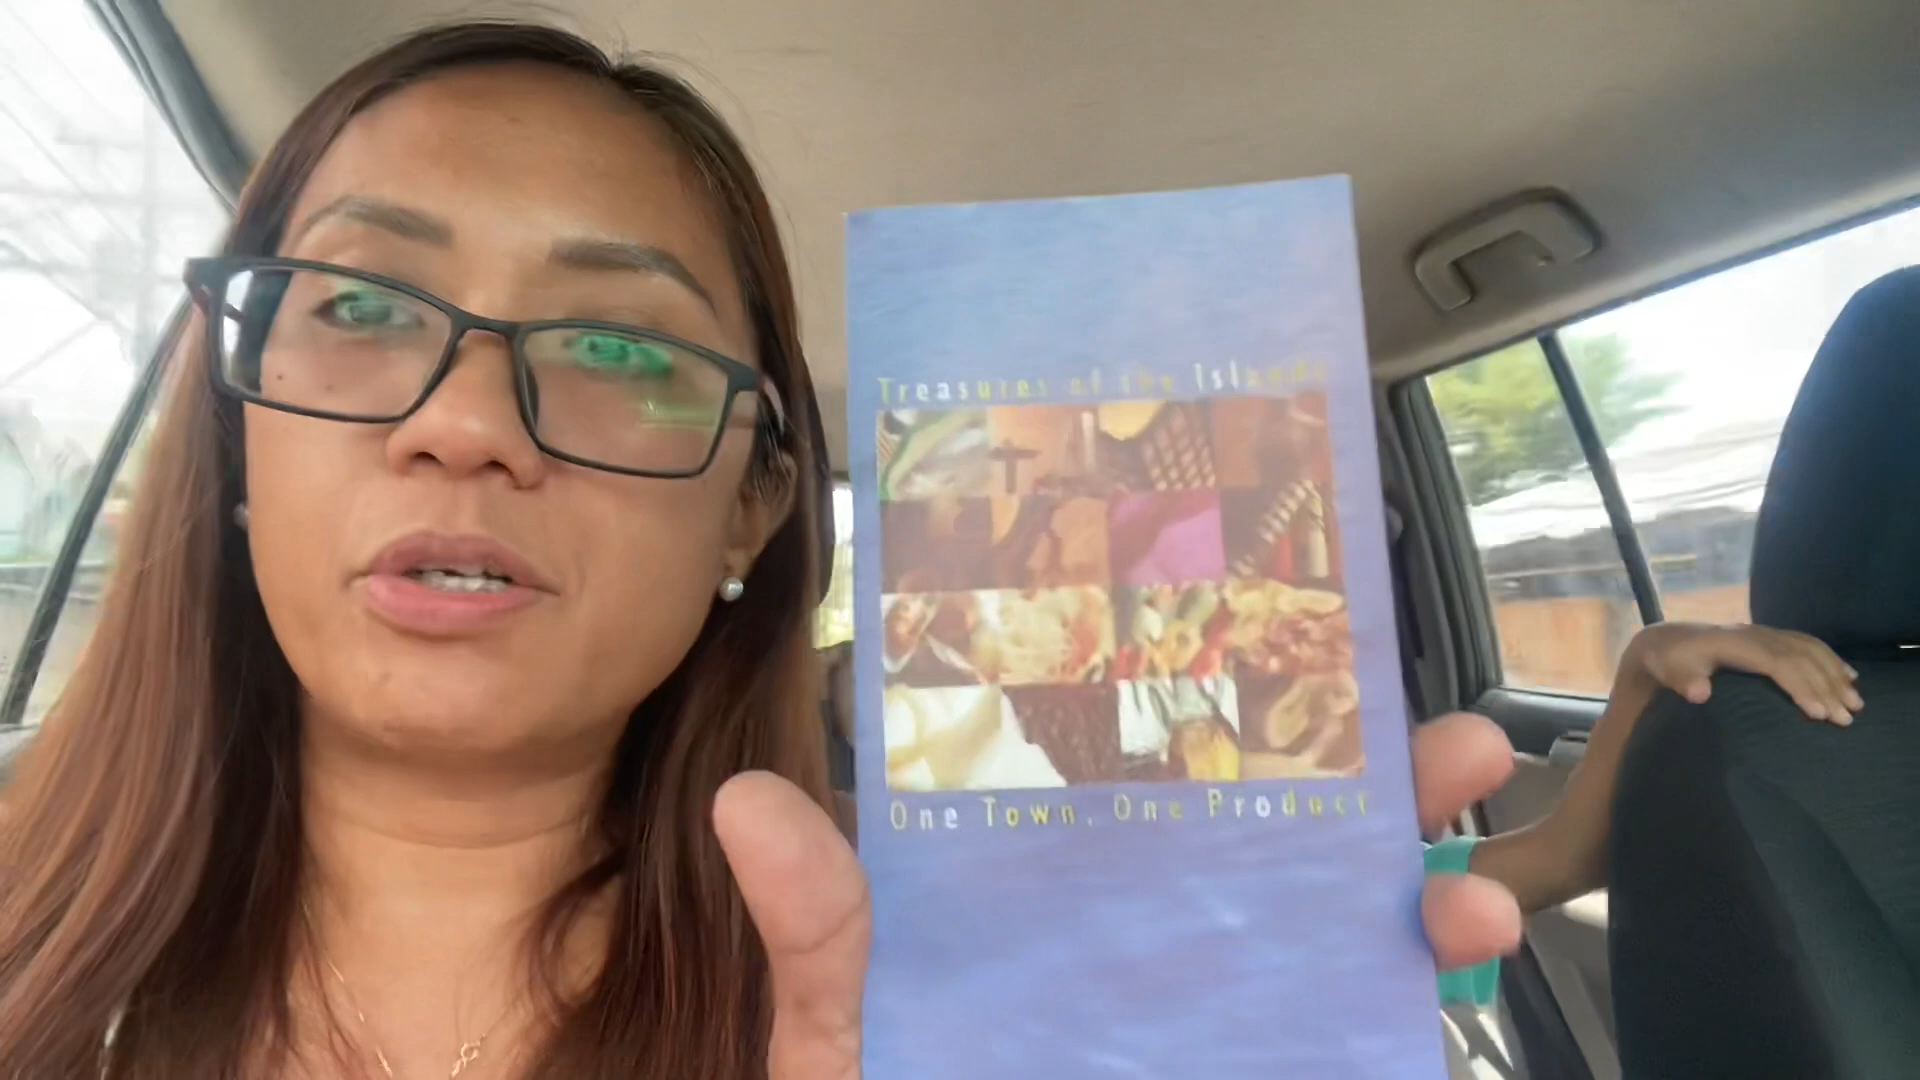 Treasures of the Islands
One Town, One Product